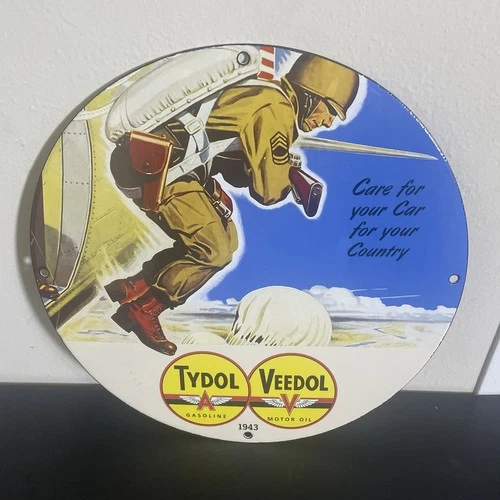 Care for
your Car
for your
Country
TYDOL
A
GASOLINE
VEEDOL
V
MOTOR OIL
1943